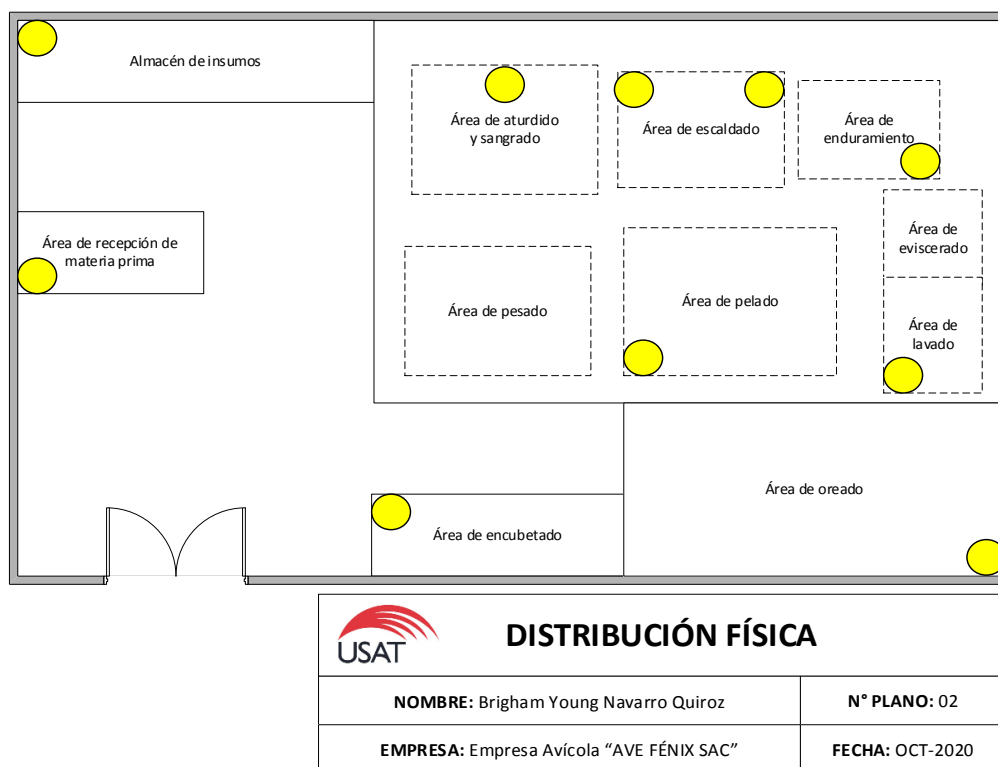 Almacén de insumos
Área de aturdido
y sangrado
Área de escaldado
Área de
enduramiento
Área de recepción de
materia prima
Área de
eviscerado
Área de pesado
Área de pelado
Área de
lavado
Área de oreado
Área de encubetado
USAT
DISTRIBUCIÓN FÍSICA
NOMBRE: Brigham Young Navarro Quiroz
N° PLANO: 02
EMPRESA: Empresa Avícola “AVE FÉNIX SAC”
FECHA: OCT-2020